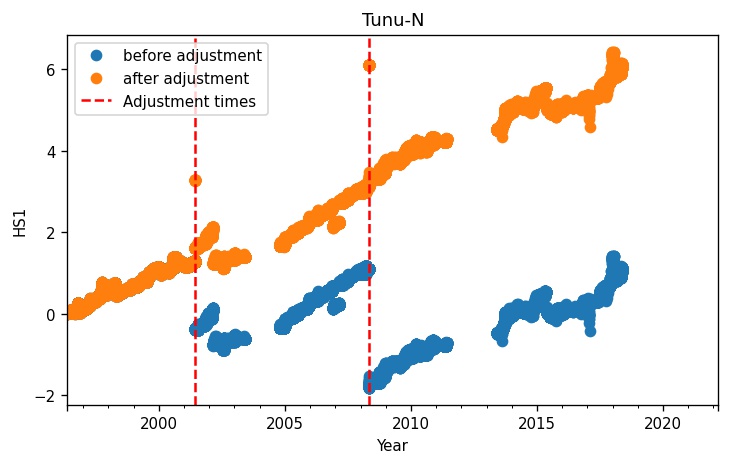 Tunu-N
before adjustment
after adjustment
Adjustment times
HS1
6
4
2
0
−2
2000 2005 2010 2015 2020
Year